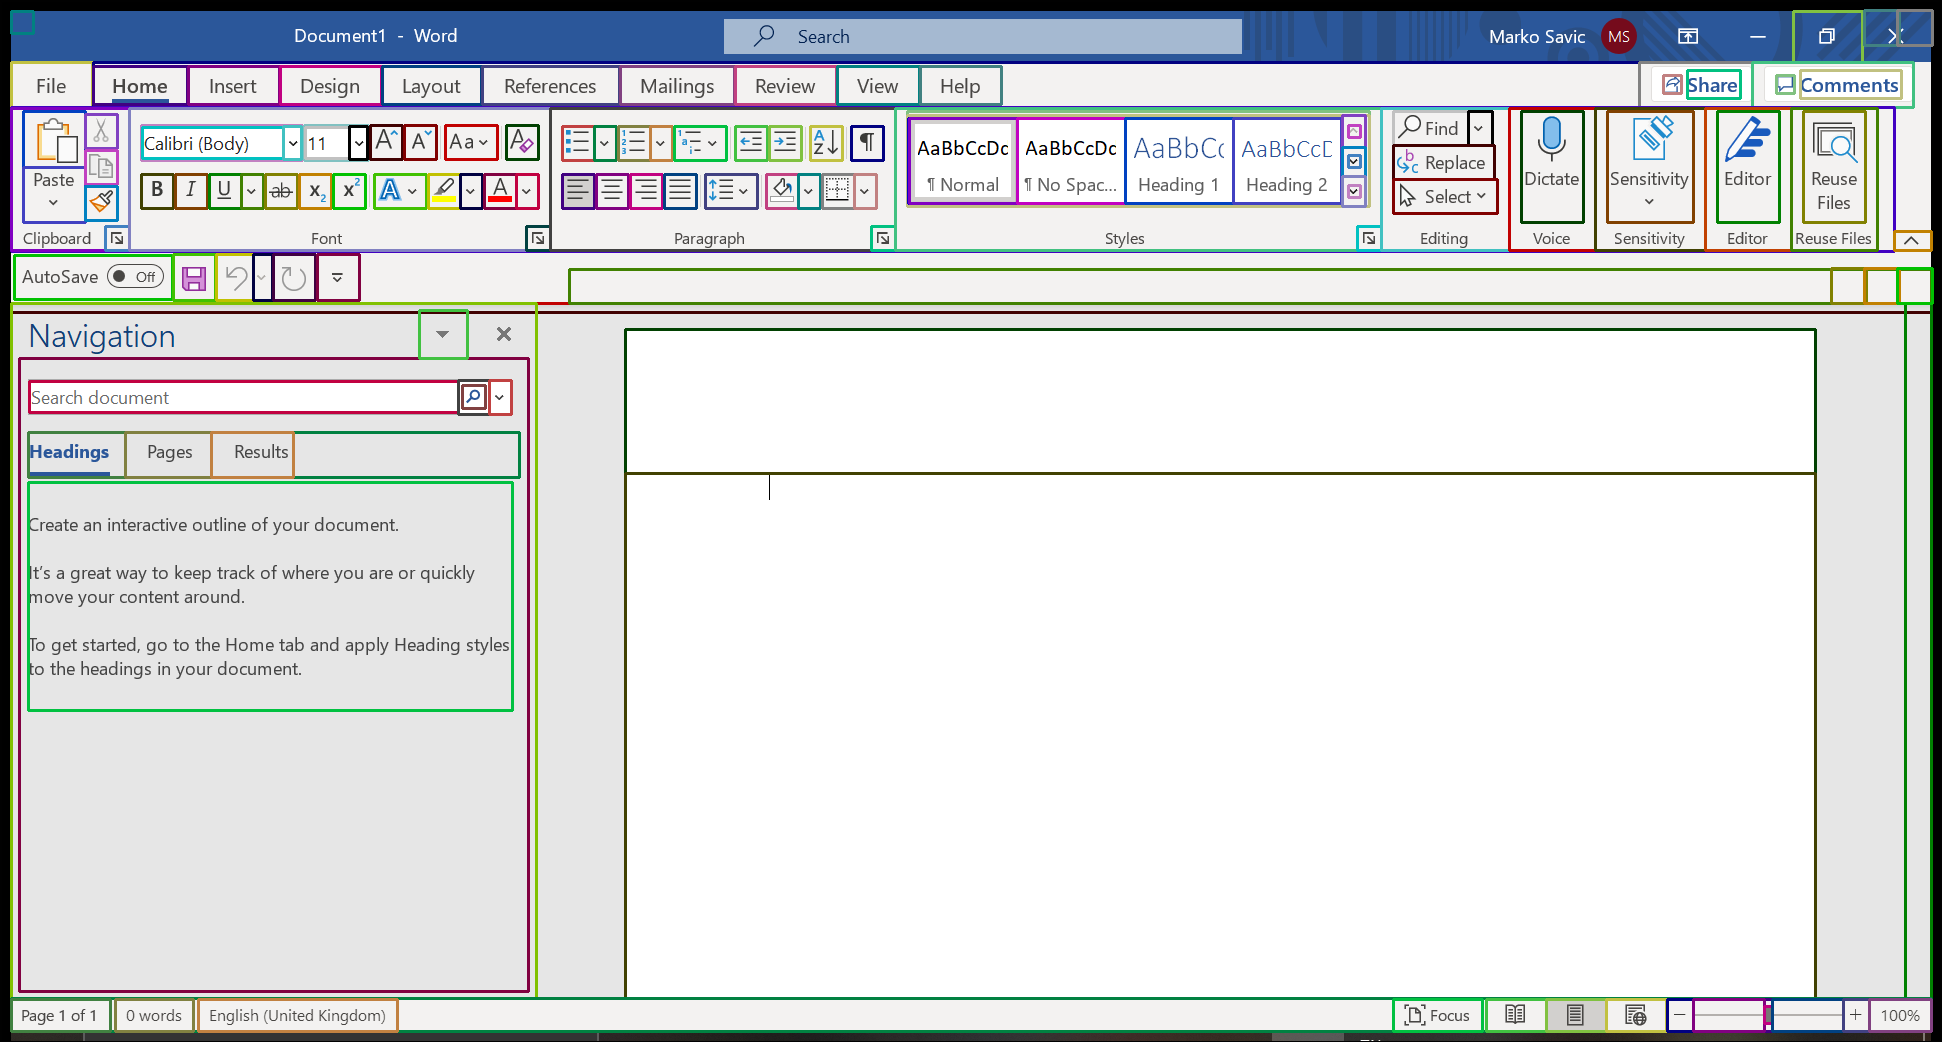 Document1 - Word
Search
Marko Savic
MS
File
Home
Insert
Design
Layout
References
Mailings
Review
View
Help
Share
Comments
Paste
Clipboard
Calibri (Body)
11
Aa
B I U ab x₂ x²
A
A
Font
Paragraph
AaBbCcDc
¶ Normal
AaBbCcDc
¶ No Spac...
AaBbCc
Heading 1
AaBbCcD
Heading 2
Styles
Find
Replace
Select
Editing
Dictate
Voice
Sensitivity
Sensitivity
Editor
Editor
Reuse
Files
Reuse Files
AutoSave
Off
Navigation
Search document
Headings
Pages
Results
Create an interactive outline of your document.
It's a great way to keep track of where you are or quickly
move your content around.
To get started, go to the Home tab and apply Heading styles
to the headings in your document.
Page 1 of 1
0 words
English (United Kingdom)
Focus
100%